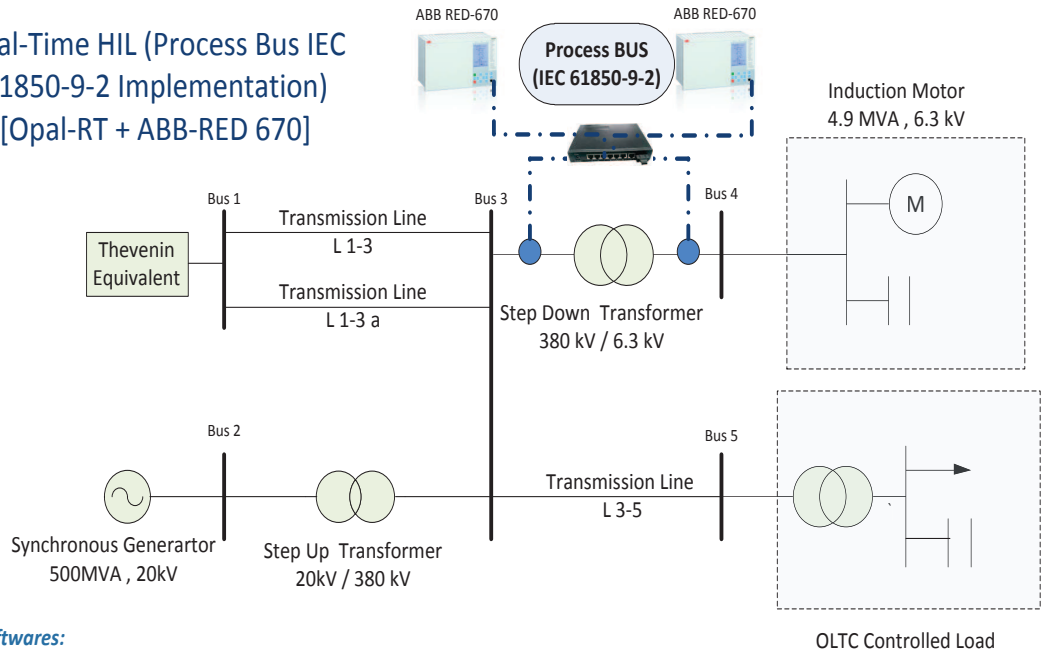 al-Time HIL (Process Bus IEC
1850-9-2 Implementation)
[Opal-RT + ABB-RED 670]
ABB RED-670
ABB RED-670
Process BUS
(IEC 61850-9-2)
Induction Motor
4.9 MVA , 6.3 kV
M
Bus 1
Transmission Line
L 1-3
Bus 3
Bus 4
Thevenin
Equivalent
Transmission Line
L 1-3 a
Step Down Transformer
380 kV / 6.3 kV
Bus 2
Bus 5
Transmission Line
L 3-5
Synchronous Generartor
500MVA , 20kV
Step Up Transformer
20kV / 380 kV
ftwares:
OLTC Controlled Load